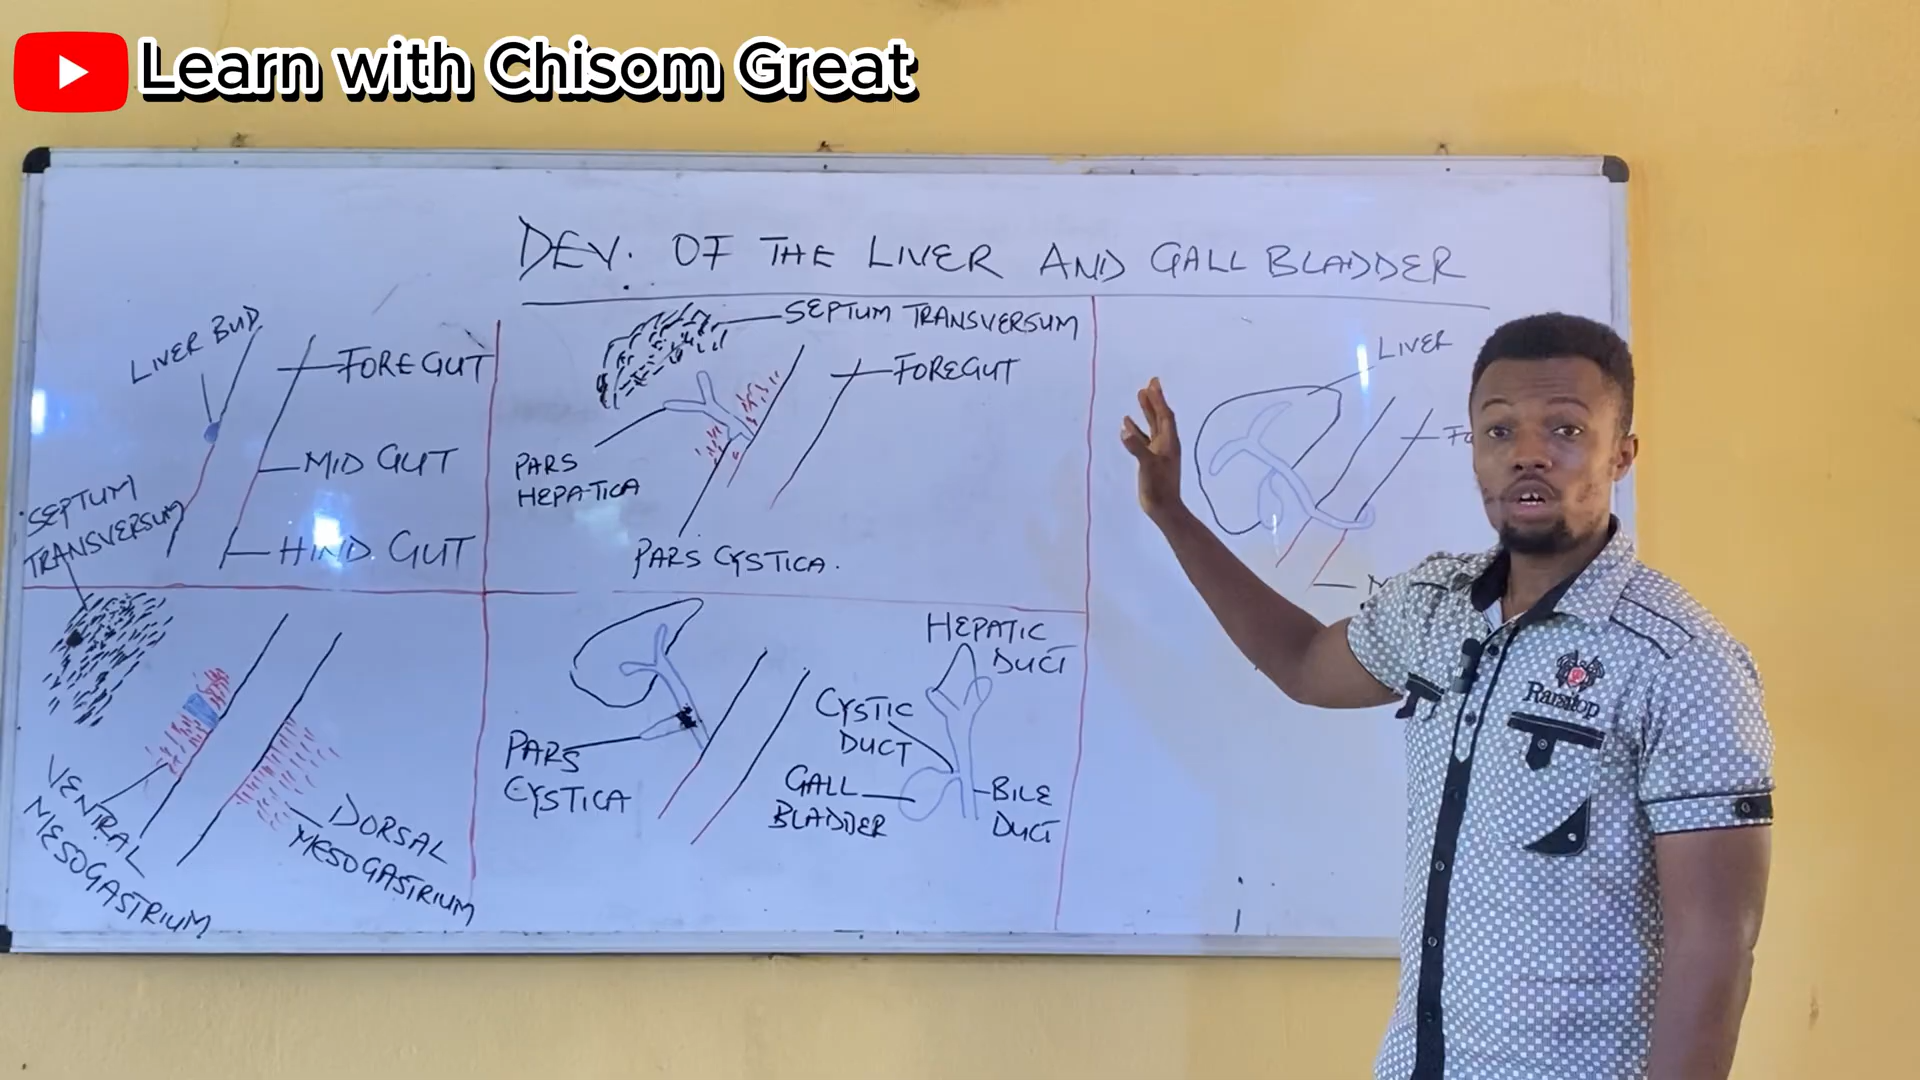 Learn with Chisom Great
DEV. OF THE LIVER AND GALL BLADDER
LIVER BUD
FOREGUT
MID GUT
HIND GUT
SEPTUM
TRANSVERSUM
VENTRAL
MESOGASTRIUM
DORSAL
MESOGASTRIUM
SEPTUM TRANSVERSUM
FOREGUT
PARS
HEPATICA
PARS CYSTICA.
PARS
CYSTICA
HEPATIC
DUCT
CYSTIC
DUCT
GALL
BLADDER
BILE
DUCT
LIVER
Ranstop